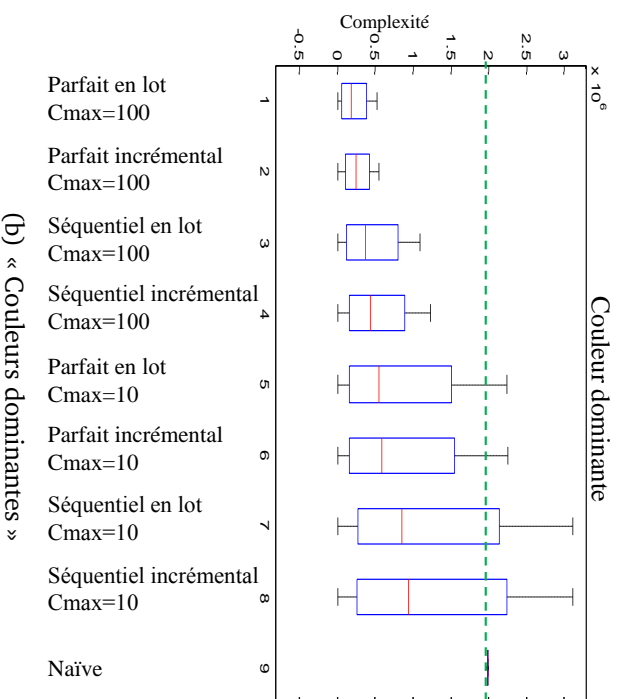 Complexité
-0.5
0
0.5
1
1.5
2
2.5
3
× 10⁶
Couleur dominante
Parfait en lot
Cmax=100
1
Parfait incrémental
Cmax=100
2
Séquentiel en lot
Cmax=100
3
Séquentiel incrémental
Cmax=100
4
Parfait en lot
Cmax=10
5
Parfait incrémental
Cmax=10
6
Séquentiel en lot
Cmax=10
7
Séquentiel incrémental
Cmax=10
8
Naïve
9
(b) « Couleurs dominantes »